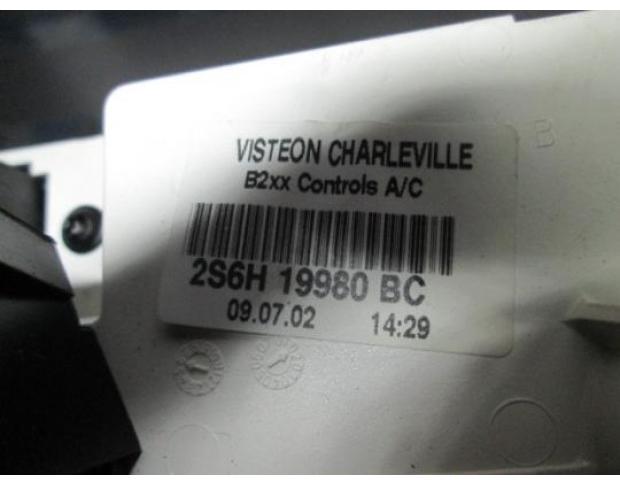 VISTEON CHARLEVILLE
B2xx Controls A/C
2S6H 19980 BC
09.07.02 14:29
B